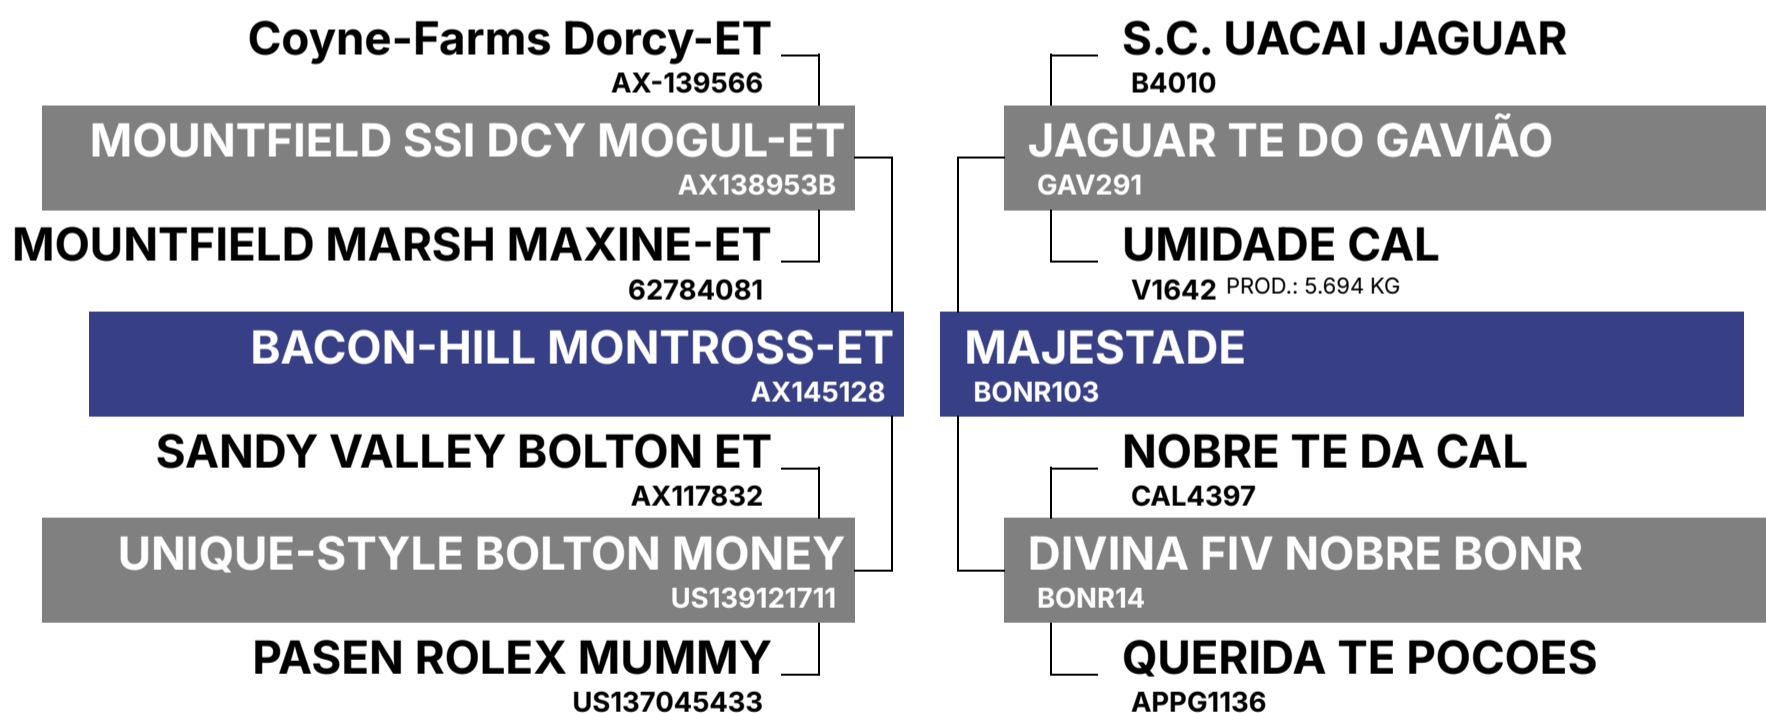 Coyne-Farms Dorcy-ET
AX-139566
MOUNTFIELD SSI DCY MOGUL-ET
AX138953B
MOUNTFIELD MARSH MAXINE-ET
62784081
BACON-HILL MONTROSS-ET
AX145128
SANDY VALLEY BOLTON ET
AX117832
UNIQUE-STYLE BOLTON MONEY
US139121711
PASEN ROLEX MUMMY
US137045433
S.C. UACAI JAGUAR
B4010
JAGUAR TE DO GAVIÃO
GAV291
UMIDADE CAL
V1642 PROD.: 5.694 KG
MAJESTADE
BONR103
NOBRE TE DA CAL
CAL4397
DIVINA FIV NOBRE BONR
BONR14
QUERIDA TE POCOES
APPG1136